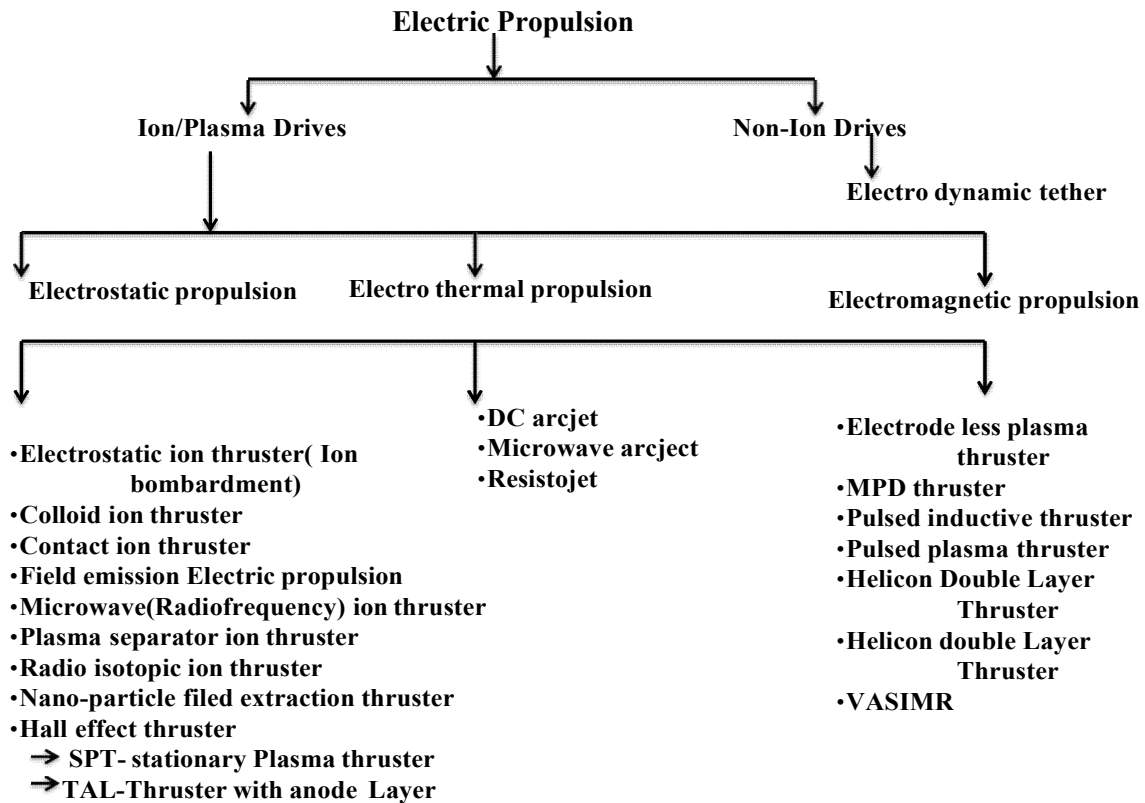 Electric Propulsion
Ion/Plasma Drives
Non-Ion Drives
Electro dynamic tether
Electrostatic propulsion
Electro thermal propulsion
Electromagnetic propulsion
·Electrostatic ion thruster( Ion
bombardment)
·Colloid ion thruster
·Contact ion thruster
·Field emission Electric propulsion
·Microwave(Radiofrequency) ion thruster
·Plasma separator ion thruster
·Radio isotopic ion thruster
·Nano-particle filed extraction thruster
·Hall effect thruster
→ SPT- stationary Plasma thruster
→TAL-Thruster with anode Layer
·DC arcjet
·Microwave arcject
·Resistojet
·Electrode less plasma
thruster
·MPD thruster
·Pulsed inductive thruster
·Pulsed plasma thruster
·Helicon Double Layer
Thruster
·Helicon double Layer
Thruster
·VASIMR